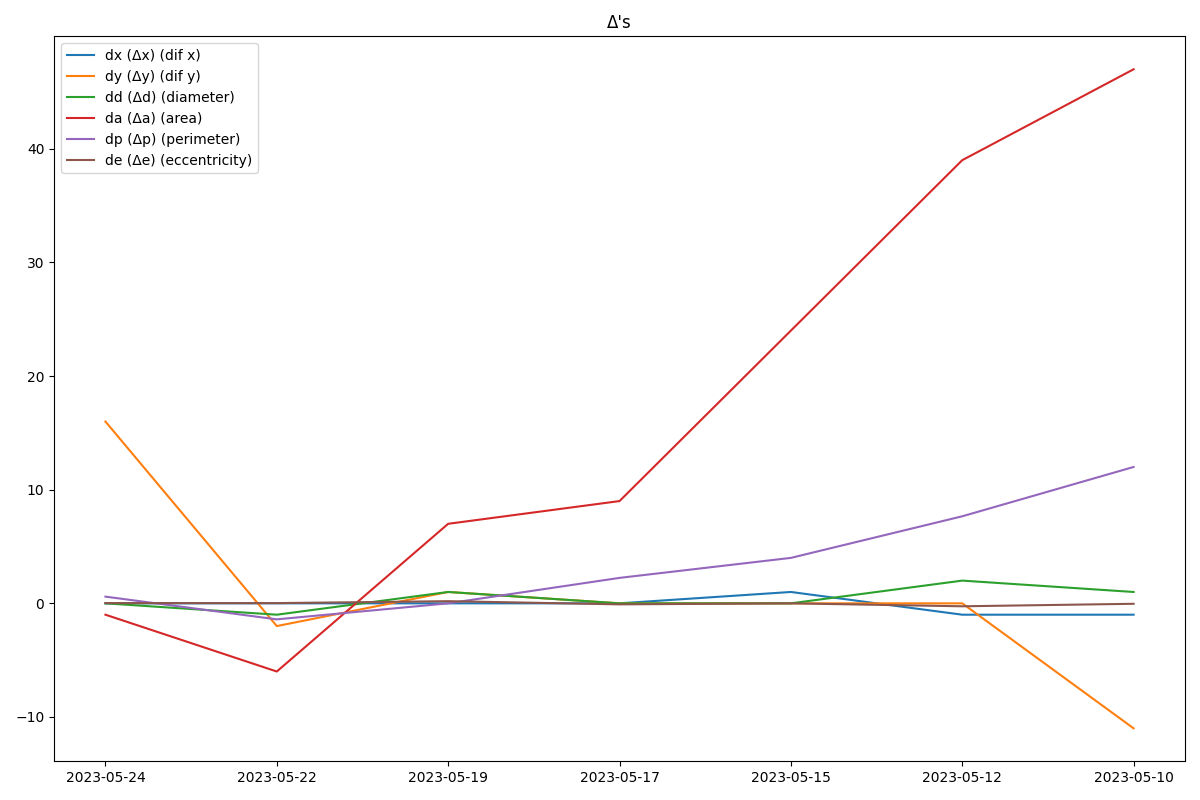 Δ's
dx (Δx) (dif x)
dy (Δy) (dif y)
dd (Δd) (diameter)
da (Δa) (area)
dp (Δp) (perimeter)
de (Δe) (eccentricity)
40
30
20
10
0
−10
2023-05-24 2023-05-22 2023-05-19 2023-05-17 2023-05-15 2023-05-12 2023-05-10